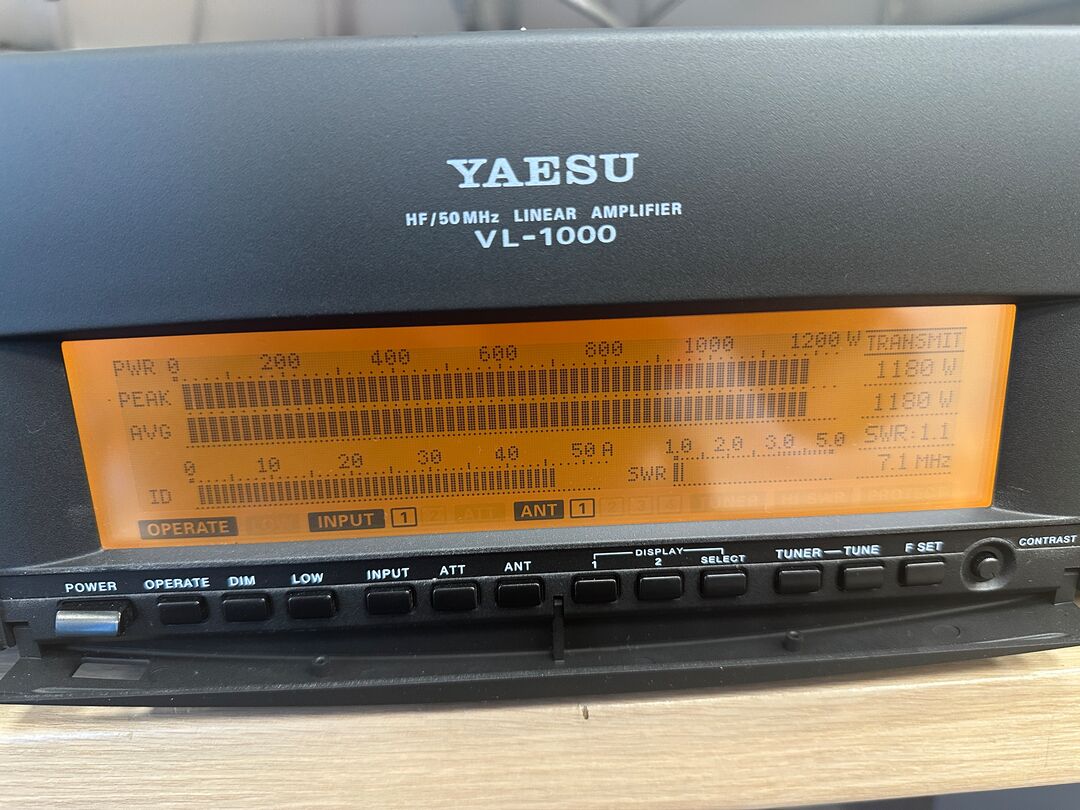 YAESU
HF/50MHz LINEAR AMPLIFIER
VL-1000
PWR 0 200 400 600 800 1000 1200 W TRANSMIT
1180 W
PEAK
1180 W
AVG
SWR:1.1
0 10 20 30 40 50 A 1.0 2.0 3.0 5.0
7.1 MHz
ID SWR
OPERATE INPUT 1 ANT 1
POWER OPERATE DIM LOW INPUT ATT ANT DISPLAY 1 2 SELECT TUNER TUNE F SET CONTRAST